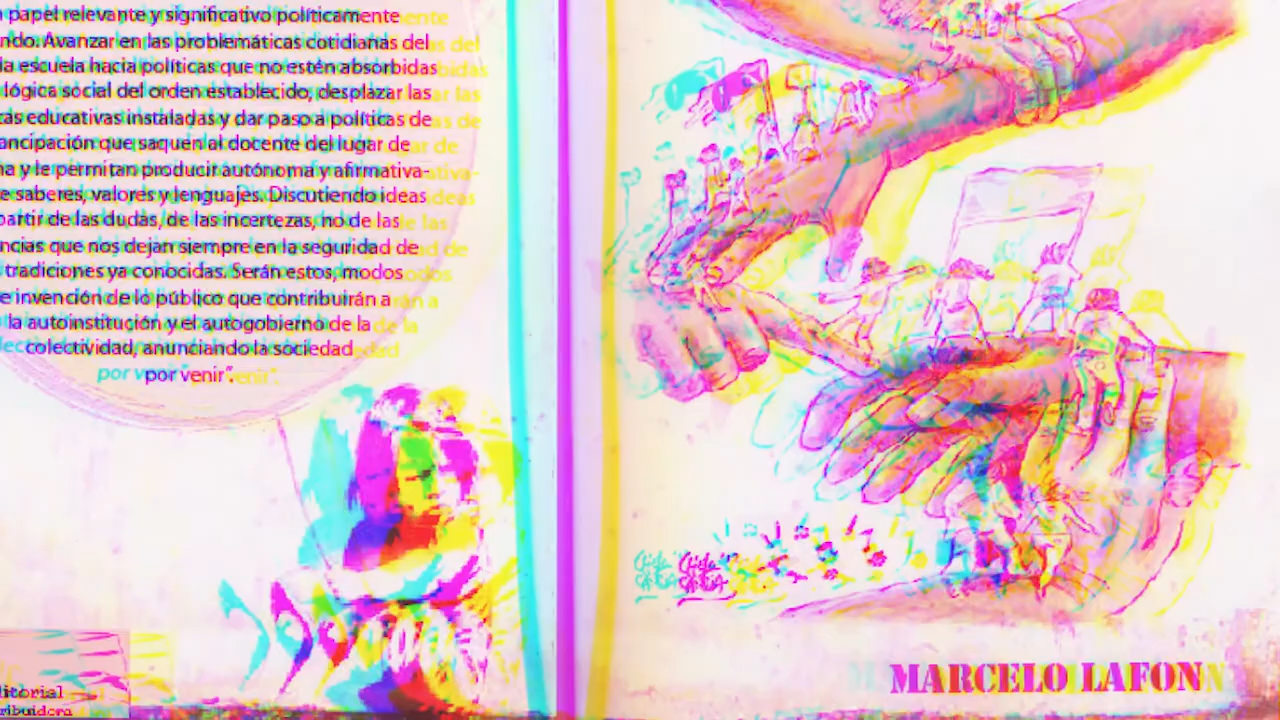 papel relevante y significativo políticamente
ndo. Avanzar en las problemáticas cotidianas del
la escuela hacia políticas que no estén absorbidas
lógica social del orden establecido, desplazar las
cas educativas instaladas y dar paso a políticas de
ancipación que saquen al docente del lugar de
na y le permitan producir autónoma y afirmativa-
e saberes, valores y lenguajes. Discutiendo ideas
partir de las dudas, de las incertezas, no de las
ncias que nos dejan siempre en la seguridad de
tradiciones ya conocidas. Serán estos, modos
e invención de lo público que contribuirán a
la autoinstitución y el autogobierno de la
colectividad, anunciando la sociedad
por venir".
itorial
ribuidora
MARCELO LAFON